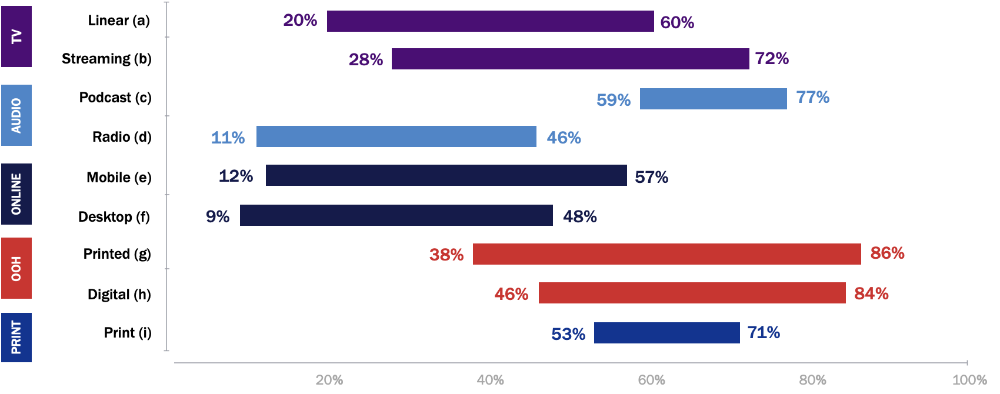 TV
Linear (a) 20% 60%
Streaming (b) 28% 72%
AUDIO
Podcast (c) 59% 77%
Radio (d) 11% 46%
ONLINE
Mobile (e) 12% 57%
Desktop (f) 9% 48%
OOH
Printed (g) 38% 86%
Digital (h) 46% 84%
PRINT
Print (i) 53% 71%
20% 40% 60% 80% 100%